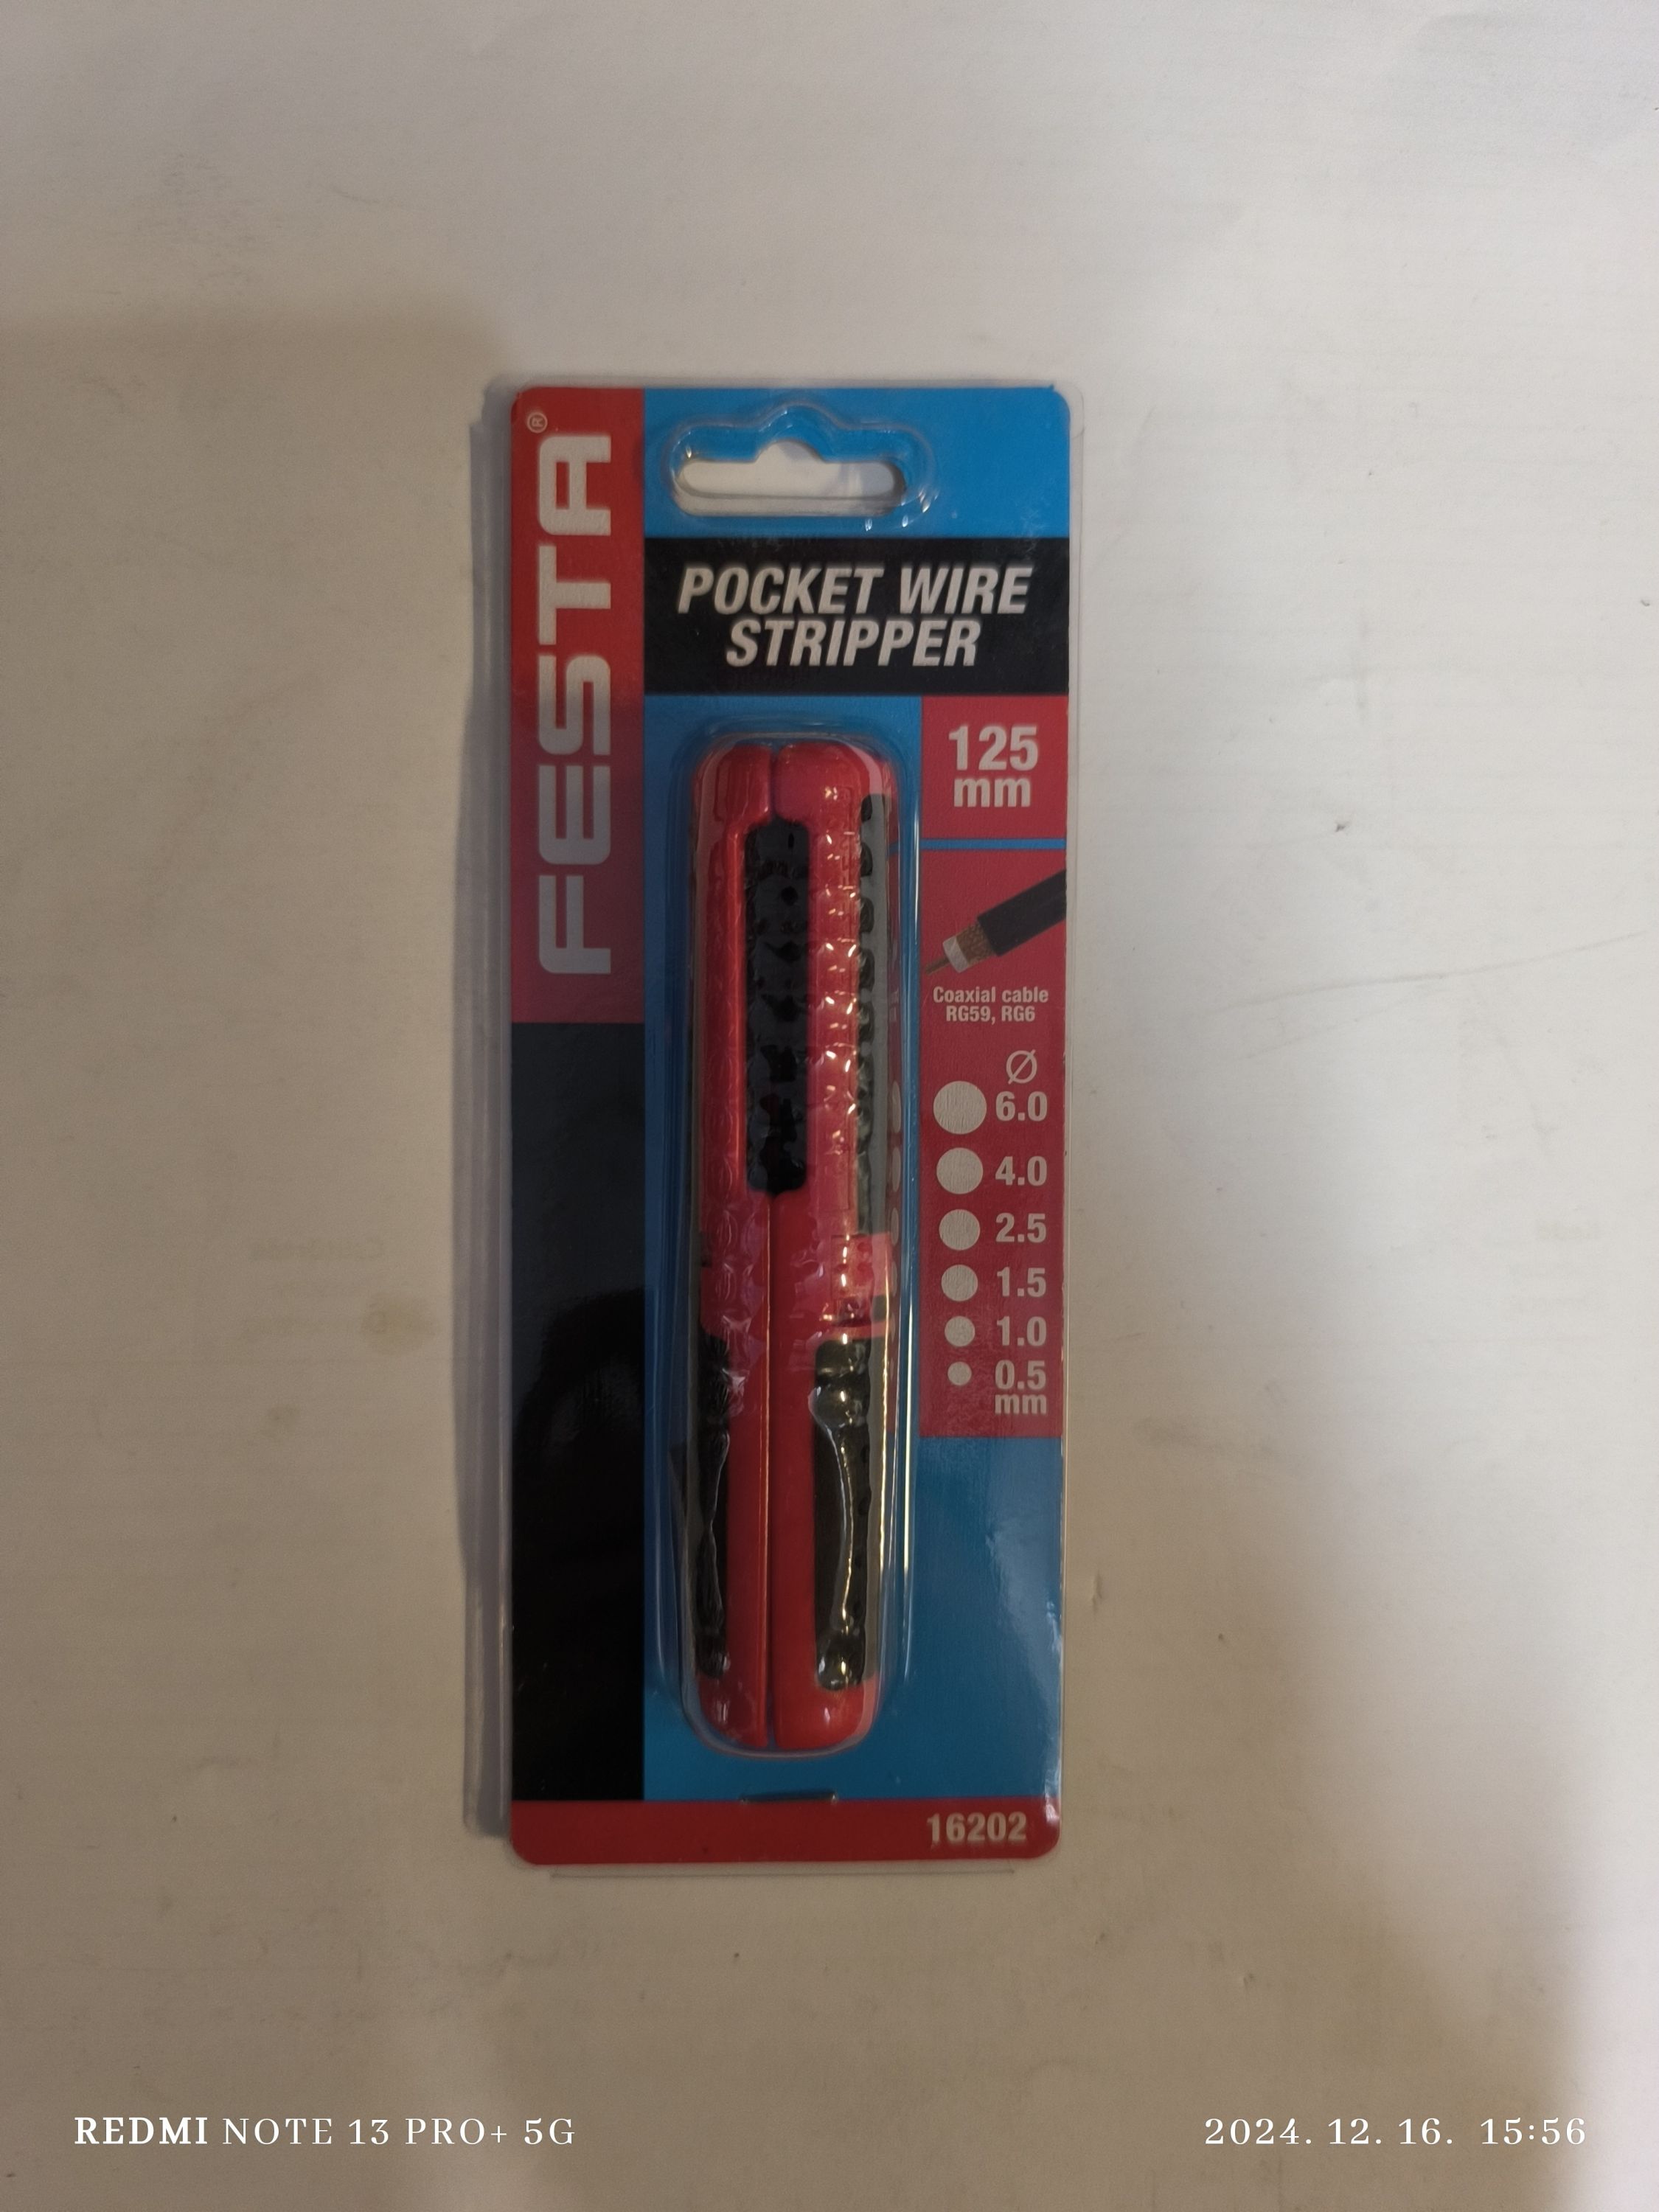 FESTA®
POCKET WIRE
STRIPPER
125
mm
Coaxial cable
RG59, RG6
Ø
6.0
4.0
2.5
1.5
1.0
0.5
mm
16202
REDMI NOTE 13 PRO+ 5G
2024. 12. 16. 15:56